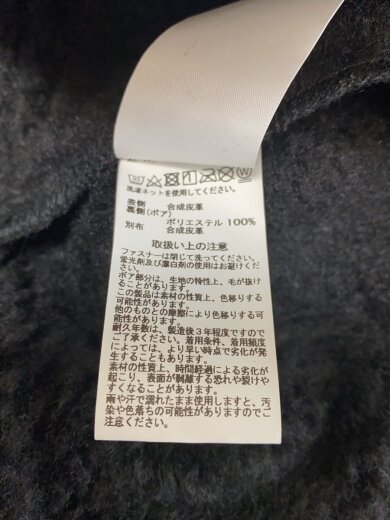 洗濯ネットを使用してください。
表側 合成皮革
裏側(ボア)
ポリエステル 100%
別布 合成皮革
取扱い上の注意
ファスナーは閉じて洗ってください。
蛍光剤及び漂白剤の使用はお避けくだ
さい。
ボア部分は、生地の特性上、毛が抜け
ることがあります。
この製品は素材の性質上、色移りする
可能性があります。
他のものとの摩擦により色移りする可
能性があります。
耐久年数は、製造後3年程度ですので
ご了承ください。着用条件、着用頻度
によっては、より早い時点で劣化が発
生することもあります。
素材の性質上、時間経過による劣化が
起こり、表面が剥離する恐れや裂けや
すくなることがあります。
雨や汗で濡れたまま使用しますと、汚
染や色落ちの可能性がありますのでご
注意ください。